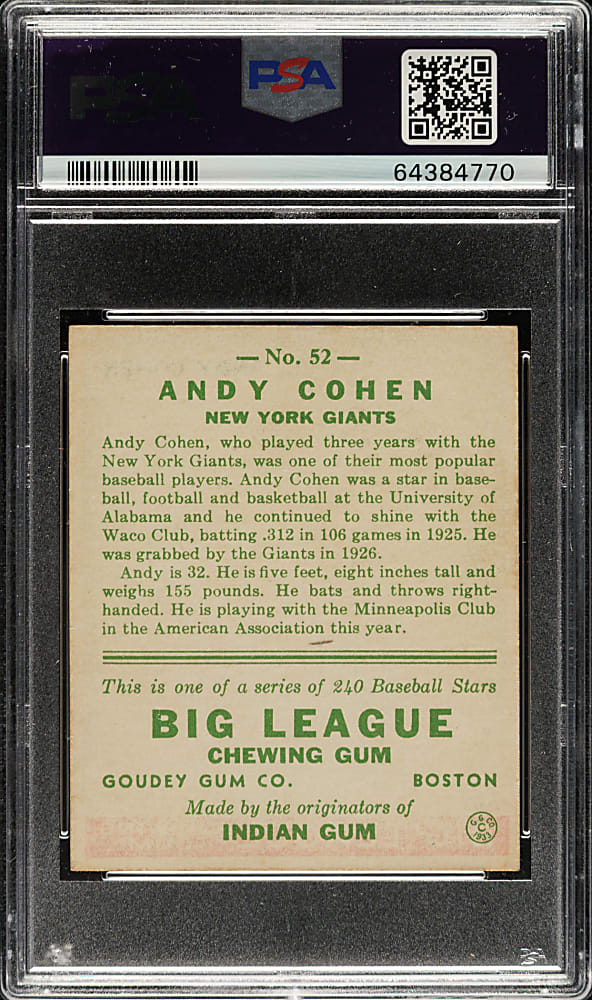 PSA
PSA
64384770
— No. 52 —
ANDY COHEN
NEW YORK GIANTS
Andy Cohen, who played three years with the
New York Giants, was one of their most popular
baseball players. Andy Cohen was a star in base-
ball, football and basketball at the University of
Alabama and he continued to shine with the
Waco Club, batting .312 in 106 games in 1925. He
was grabbed by the Giants in 1926.
Andy is 32. He is five feet, eight inches tall and
weighs 155 pounds. He bats and throws right-
handed. He is playing with the Minneapolis Club
in the American Association this year.
This is one of a series of 240 Baseball Stars
BIG LEAGUE
CHEWING GUM
GOUDEY GUM CO. BOSTON
Made by the originators of
INDIAN GUM
G G CO
C
1933